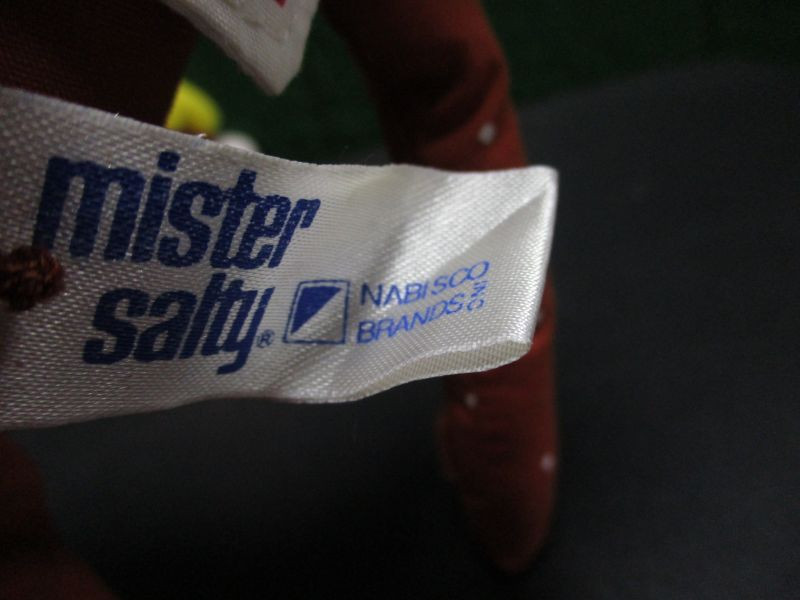 mister
salty®
NABISCO
BRANDS INC